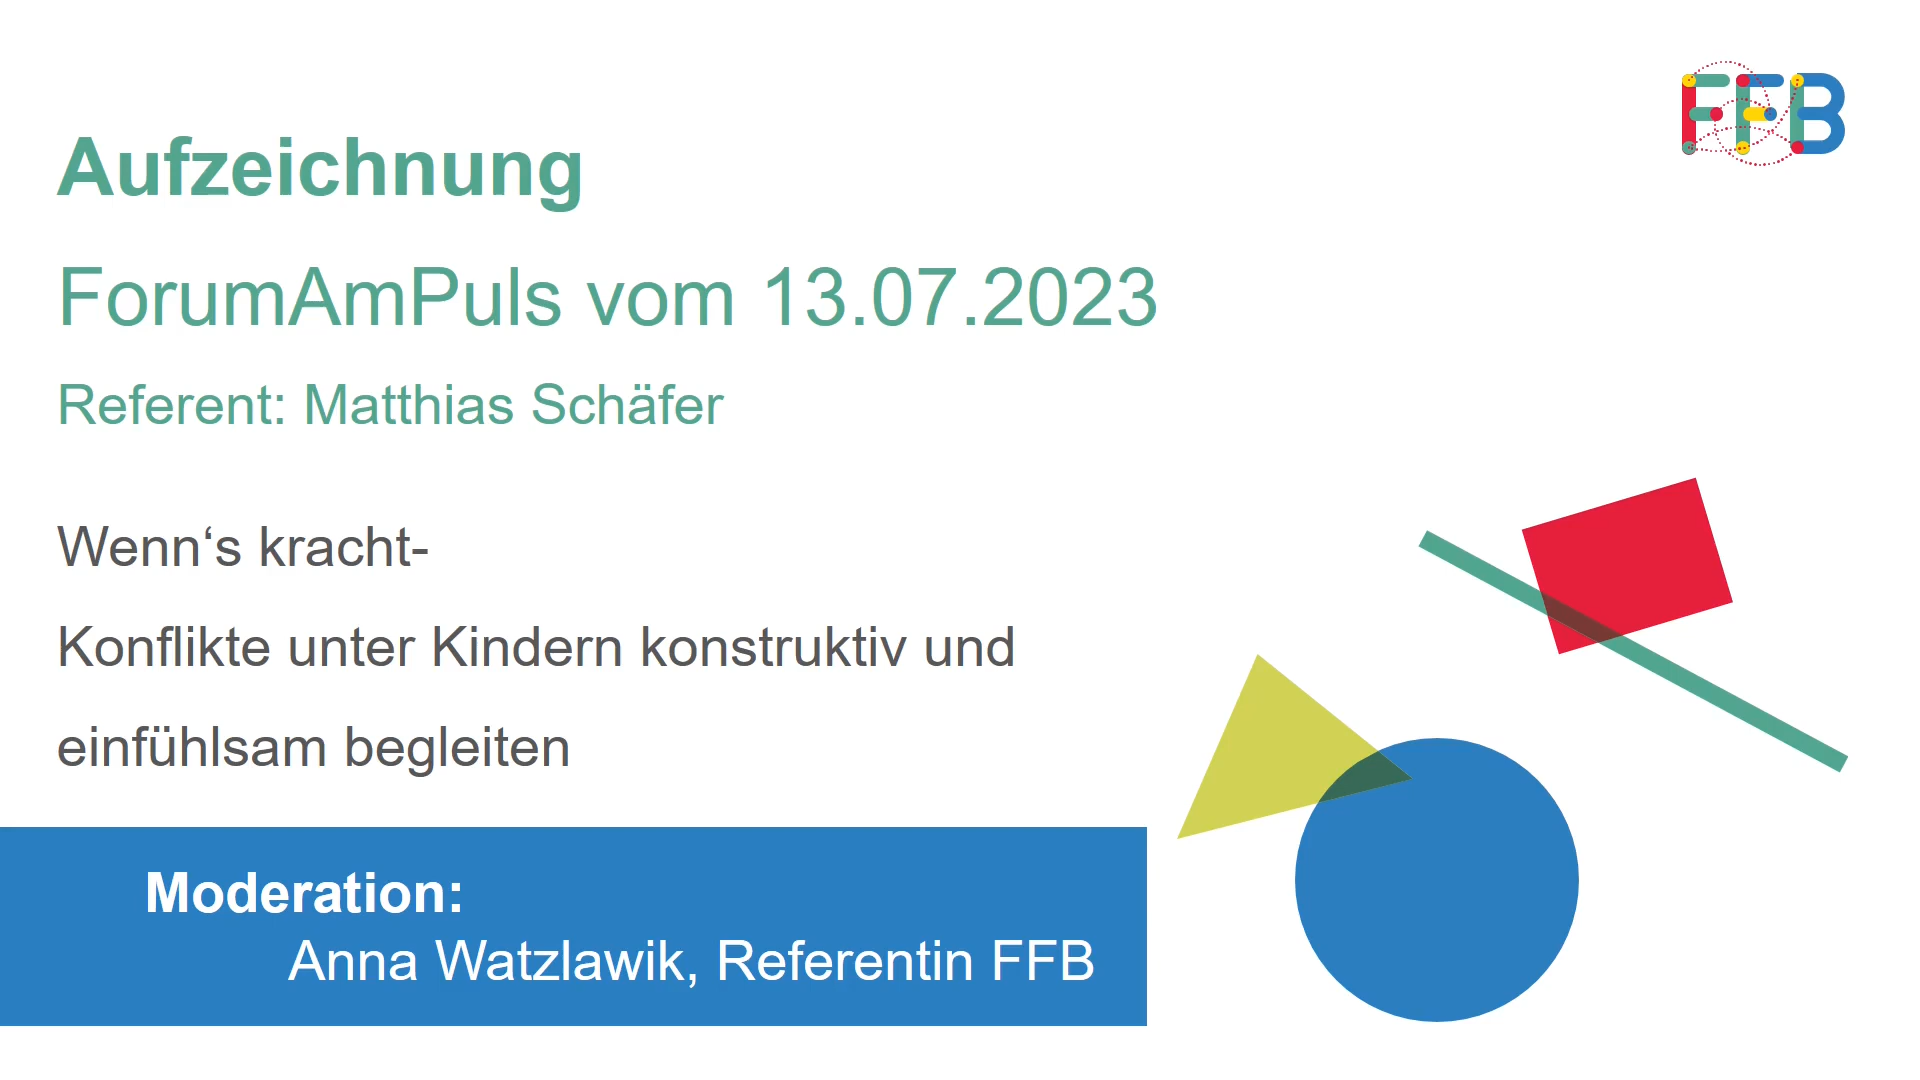 FFB
Aufzeichnung
ForumAmPuls vom 13.07.2023
Referent: Matthias Schäfer
Wenn‘s kracht-
Konflikte unter Kindern konstruktiv und
einfühlsam begleiten
Moderation:
Anna Watzlawik, Referentin FFB